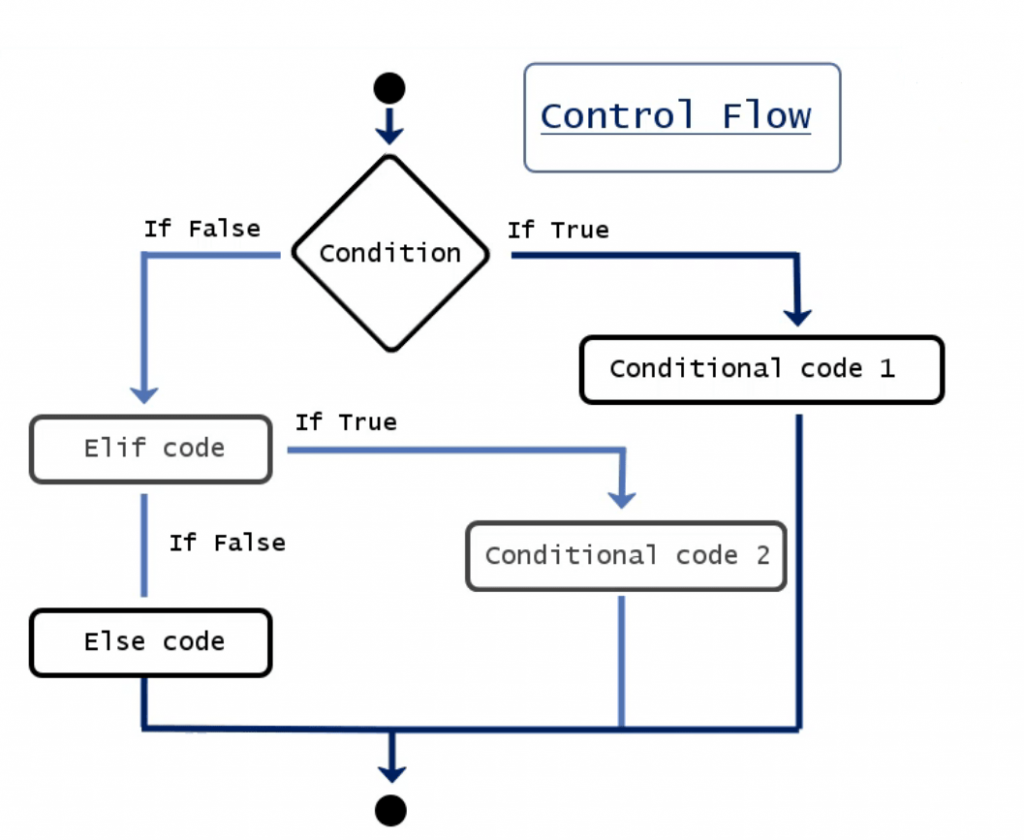 Control Flow
If False
If True
Condition
Conditional code 1
If True
Elif code
If False
Conditional code 2
Else code